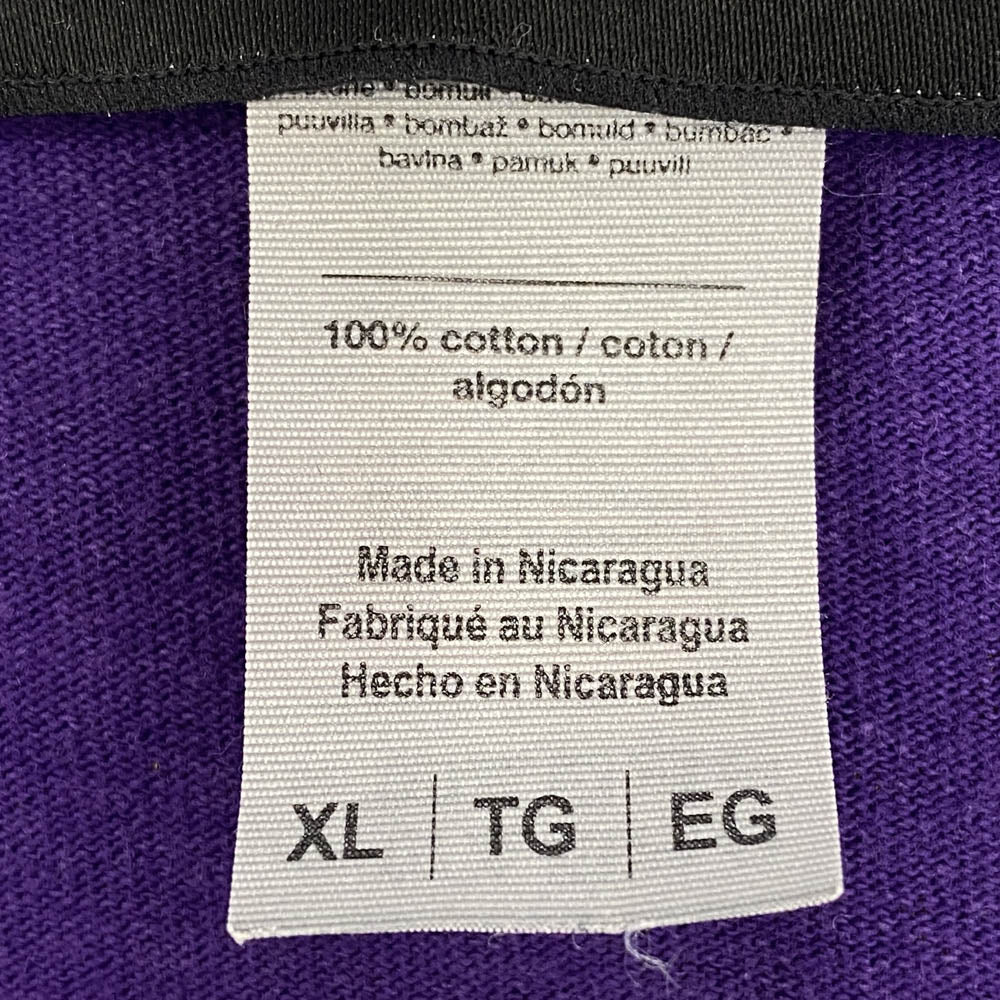 bomull •
puuvilla • bombaž • bomuld • bumbac •
bavlna • pamuk • puuvill
100% cotton / coton /
algodón
Made in Nicaragua
Fabriqué au Nicaragua
Hecho en Nicaragua
XL | TG | EG